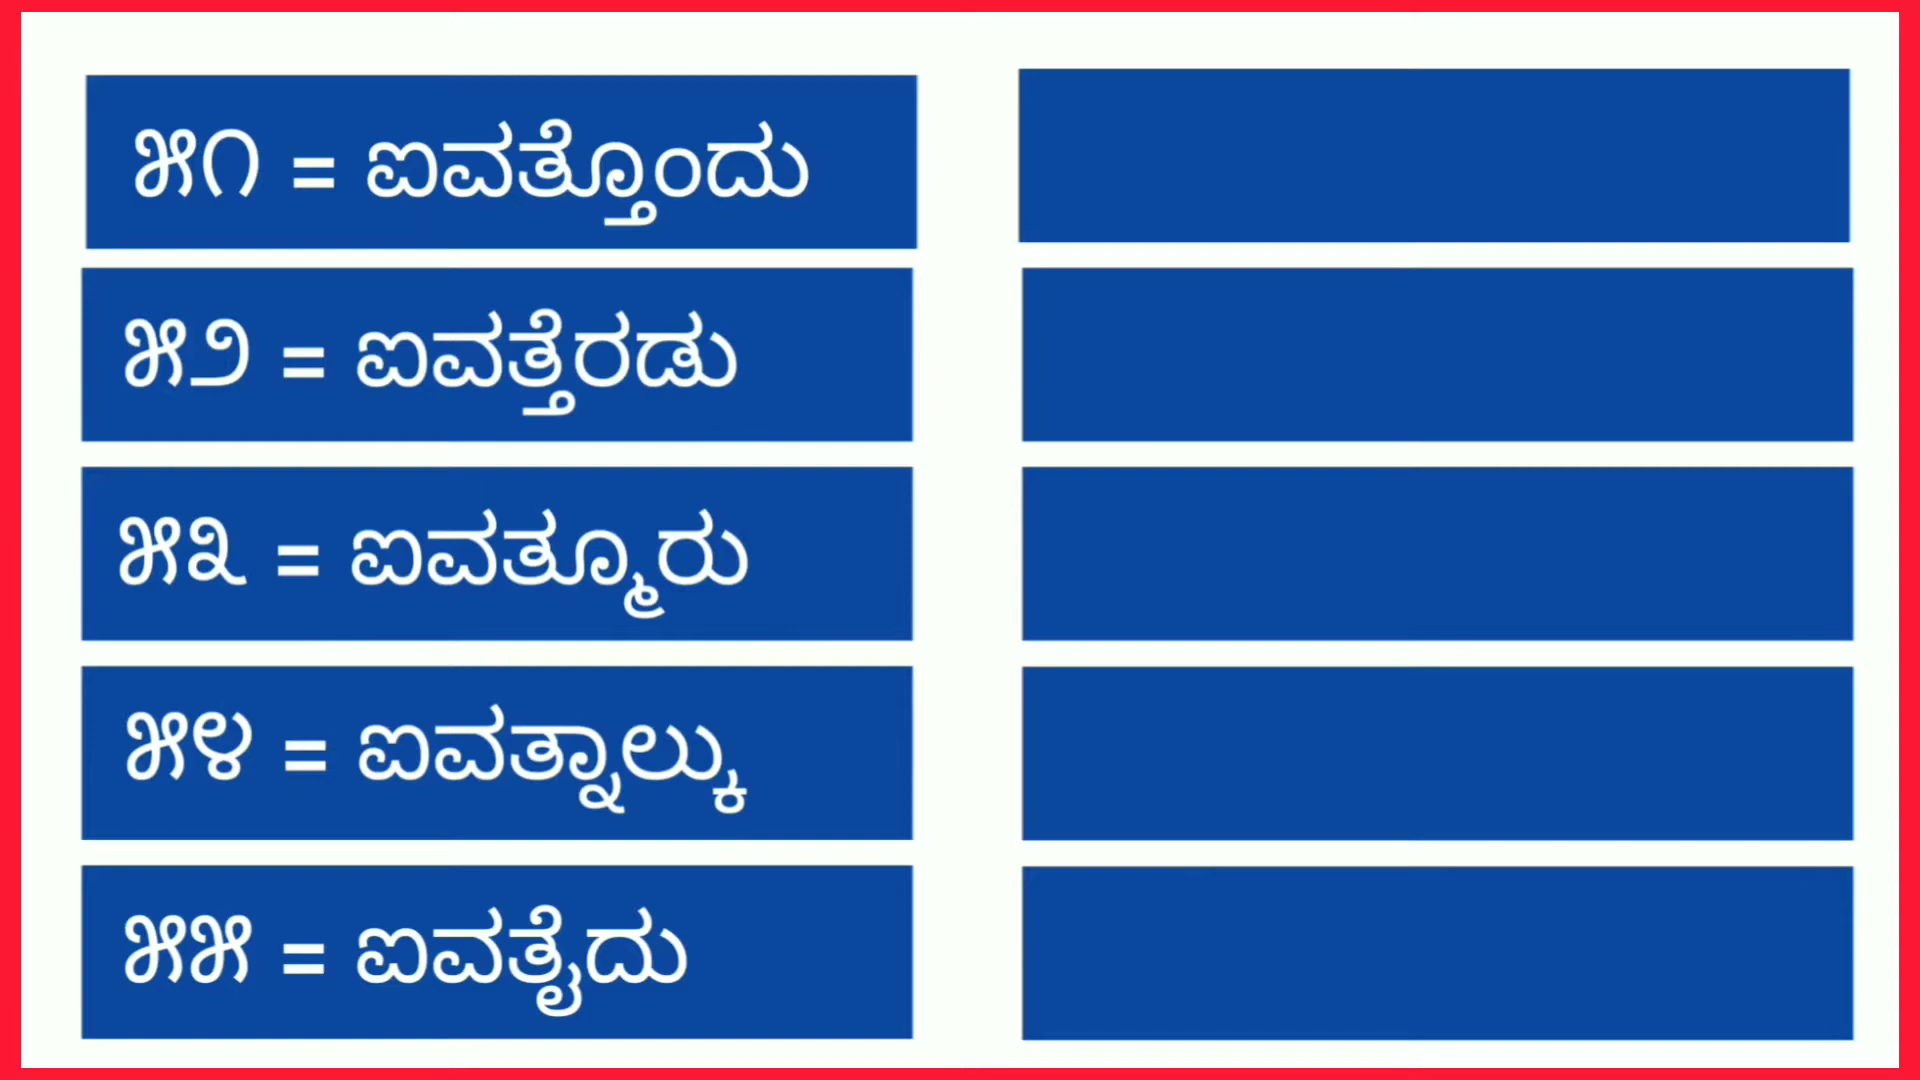 ೫೧ = ಐವತ್ತೊಂದು
೫೨ = ಐವತ್ತೆರಡು
೫೩ = ಐವತ್ಮೂರು
೫೪ = ಐವತ್ನಾಲ್ಕು
೫೫ = ಐವತೈದು